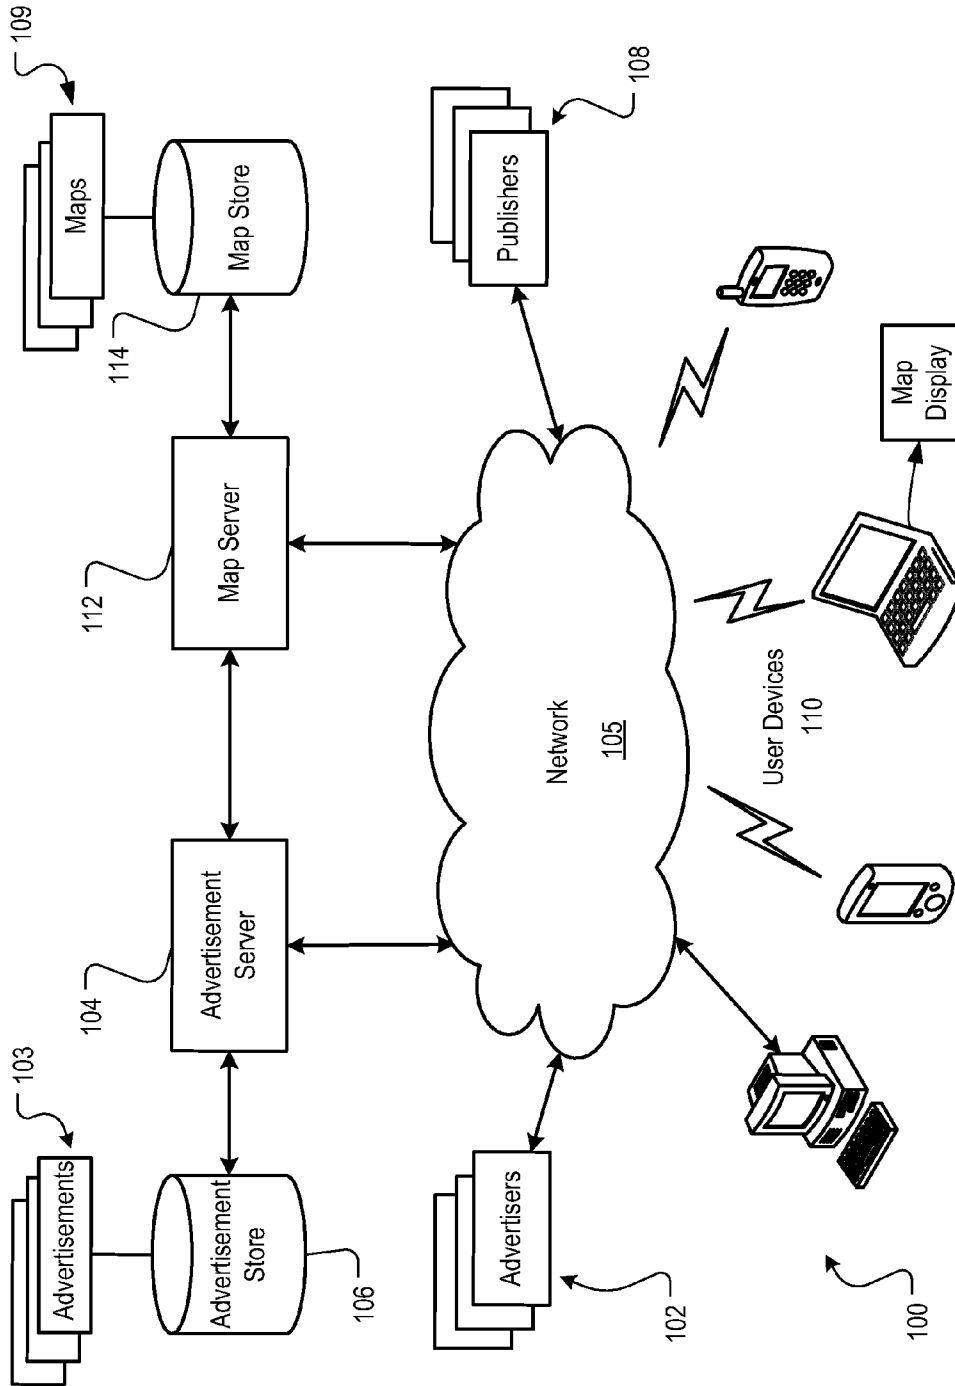 Advertisements
103
Maps
109
Advertisement
Store
106
104
Advertisement
Server
112
Map Server
114
Map Store
Advertisers
102
Network
105
Publishers
108
User Devices
110
Map
Display
100